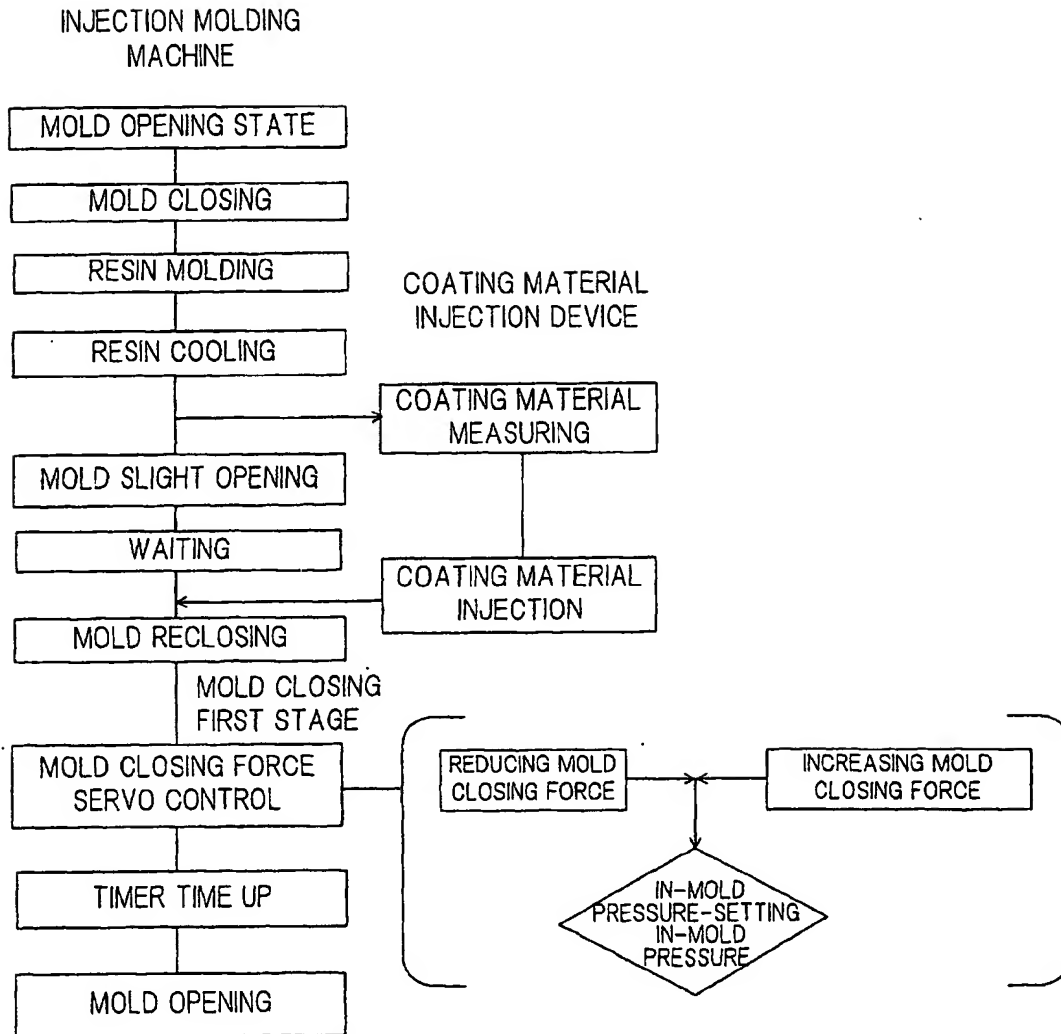 INJECTION MOLDING
MACHINE
MOLD OPENING STATE
MOLD CLOSING
RESIN MOLDING
RESIN COOLING
COATING MATERIAL
INJECTION DEVICE
COATING MATERIAL
MEASURING
MOLD SLIGHT OPENING
WAITING
COATING MATERIAL
INJECTION
MOLD RECLOSING
MOLD CLOSING
FIRST STAGE
MOLD CLOSING FORCE
SERVO CONTROL
REDUCING MOLD
CLOSING FORCE
INCREASING MOLD
CLOSING FORCE
IN-MOLD
PRESSURE-SETTING
IN-MOLD
PRESSURE
TIMER TIME UP
MOLD OPENING